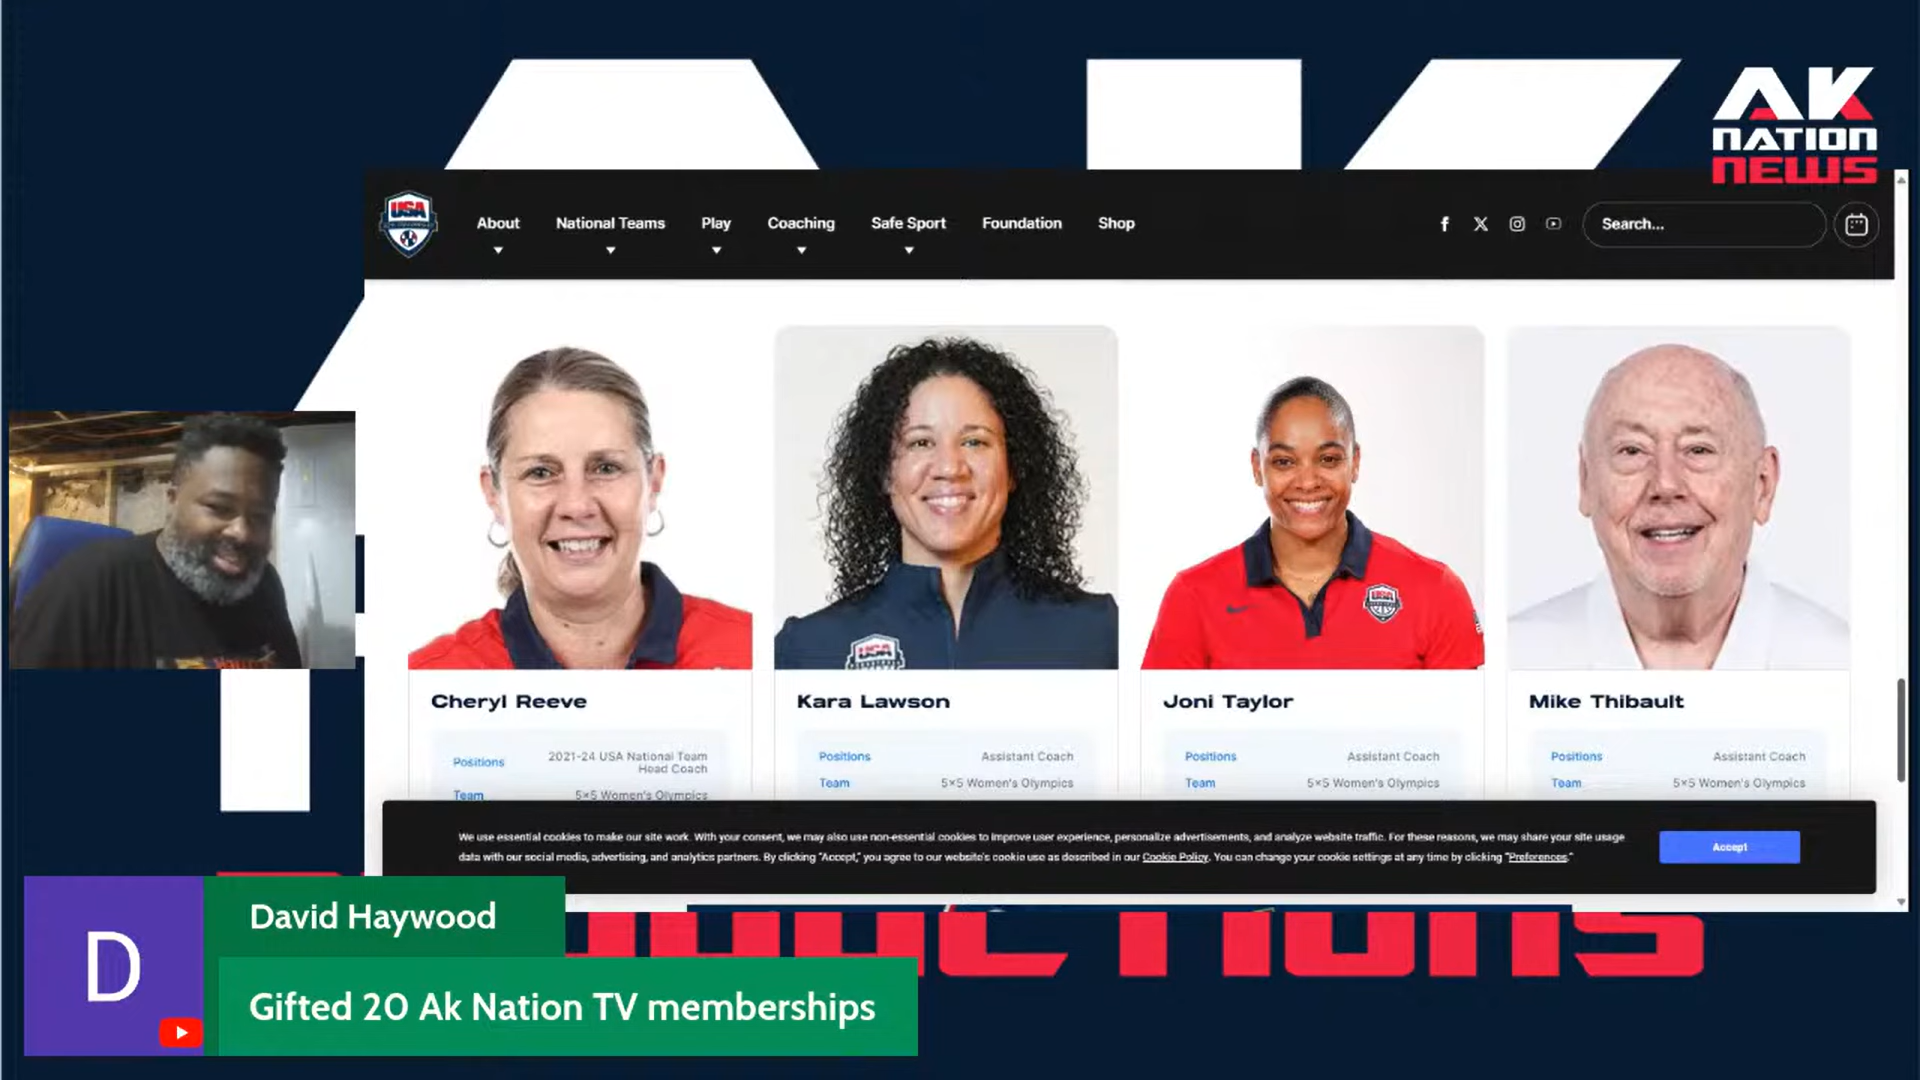 AK
NATION
NEWS
USA
About
National Teams
Play
Coaching
Safe Sport
Foundation
Shop
Search...
Cheryl Reeve
Kara Lawson
Joni Taylor
Mike Thibault
Positions
2021-24 USA National Team
Head Coach
Team
5×5 Women's Olympics
Positions
Assistant Coach
Team
5×5 Women's Olympics
Positions
Assistant Coach
Team
5×5 Women's Olympics
Positions
Assistant Coach
Team
5×5 Women's Olympics
We use essential cookies to make our site work. With your consent, we may also use non-essential cookies to improve user experience, personalize advertisements, and analyze website traffic. For these reasons, we may share your site usage
data with our social media, advertising, and analytics partners. By clicking "Accept," you agree to our website's cookie use as described in our Cookie Policy. You can change your cookie settings at any time by clicking "Preferences."
Accept
D
David Haywood
Gifted 20 Ak Nation TV memberships